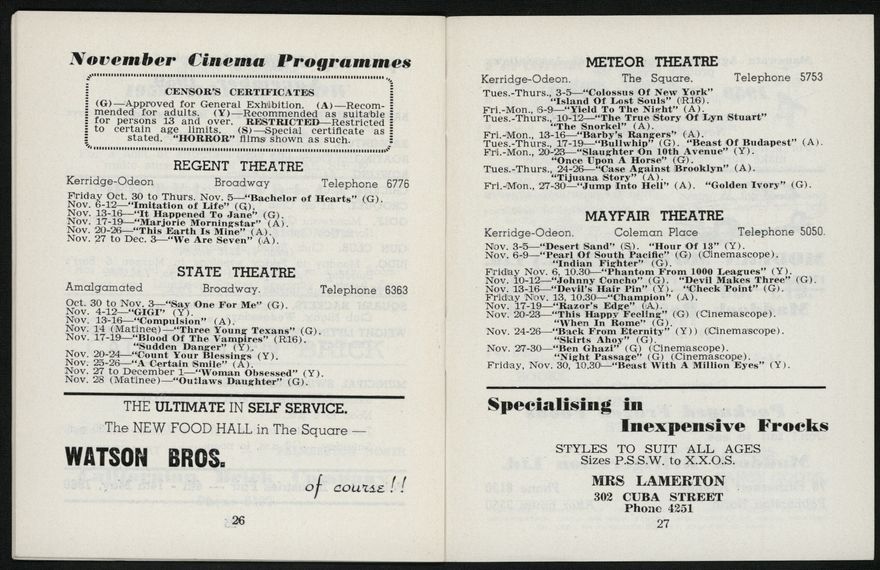 November Cinema Programmes
CENSOR'S CERTIFICATES
(G)—Approved for General Exhibition. (A)—Recom-
mended for adults. (Y)—Recommended as suitable
for persons 13 and over. RESTRICTED—Restricted
to certain age limits. (S)—Special certificate as
stated. "HORROR" films shown as such.
REGENT THEATRE
Kerridge-Odeon Broadway Telephone 6776
Friday Oct. 30 to Thurs. Nov. 5—"Bachelor of Hearts" (G).
Nov. 6-12—"Imitation of Life" (G).
Nov. 13-16—"It Happened To Jane" (G).
Nov. 17-19—"Marjorie Morningstar" (A).
Nov. 20-26—"This Earth Is Mine" (A).
Nov. 27 to Dec. 3—"We Are Seven" (A).
STATE THEATRE
Amalgamated Broadway. Telephone 6363
Oct. 30 to Nov. 3—"Say One For Me" (G).
Nov. 4-12—"GIGI" (Y).
Nov. 13-16—"Compulsion" (A).
Nov. 14 (Matinee)—"Three Young Texans" (G).
Nov. 17-19—"Blood Of The Vampires" (R16).
"Sudden Danger" (Y).
Nov. 20-24—"Count Your Blessings (Y).
Nov. 25-26—"A Certain Smile" (A).
Nov. 27 to December 1—"Woman Obsessed" (Y).
Nov. 28 (Matinee)—"Outlaws Daughter" (G).
THE ULTIMATE IN SELF SERVICE.
The NEW FOOD HALL in The Square —
WATSON BROS.
of course!!
26
METEOR THEATRE
Kerridge-Odeon. The Square. Telephone 5753
Tues.-Thurs., 3-5—"Colossus Of New York"
"Island Of Lost Souls" (R16).
Fri.-Mon., 6-9—"Yield To The Night" (A).
Tues.-Thurs., 10-12—"The True Story Of Lyn Stuart"
"The Snorkel" (A).
Fri.-Mon., 13-16—"Barby's Rangers" (A).
Tues.-Thurs., 17-19—"Bullwhip" (G). "Beast Of Budapest" (A).
Fri.-Mon., 20-23—"Slaughter On 10th Avenue" (Y).
"Once Upon A Horse" (G).
Tues.-Thurs., 24-26—"Case Against Brooklyn" (A).
"Tijuana Story" (A).
Fri.-Mon., 27-30—"Jump Into Hell" (A). "Golden Ivory" (G).
MAYFAIR THEATRE
Kerridge-Odeon. Coleman Place Telephone 5050.
Nov. 3-5—"Desert Sand" (S). "Hour Of 13" (Y).
Nov. 6-9—"Pearl Of South Pacific" (G) (Cinemascope).
"Indian Fighter" (G).
Friday Nov. 6, 10.30—"Phantom From 1000 Leagues" (Y).
Nov. 10-12—"Johnny Concho" (G). "Devil Makes Three" (G).
Nov. 13-16—"Devil's Hair Pin" (Y). "Check Point" (G).
Friday Nov. 13, 10.30—"Champion" (A).
Nov. 17-19—"Razor's Edge" (A).
Nov. 20-23—"This Happy Feeling" (G) (Cinemascope).
"When In Rome" (G).
Nov. 24-26—"Back From Eternity" (Y)) (Cinemascope).
"Skirts Ahoy" (G).
Nov. 27-30—"Ben Ghazi" (G) (Cinemascope).
"Night Passage" (G) (Cinemascope).
Friday, Nov. 30, 10.30—"Beast With A Million Eyes" (Y).
Specialising in
Inexpensive Frocks
STYLES TO SUIT ALL AGES
Sizes P.S.S.W. to X.X.O.S.
MRS LAMERTON
302 CUBA STREET
Phone 4251
27